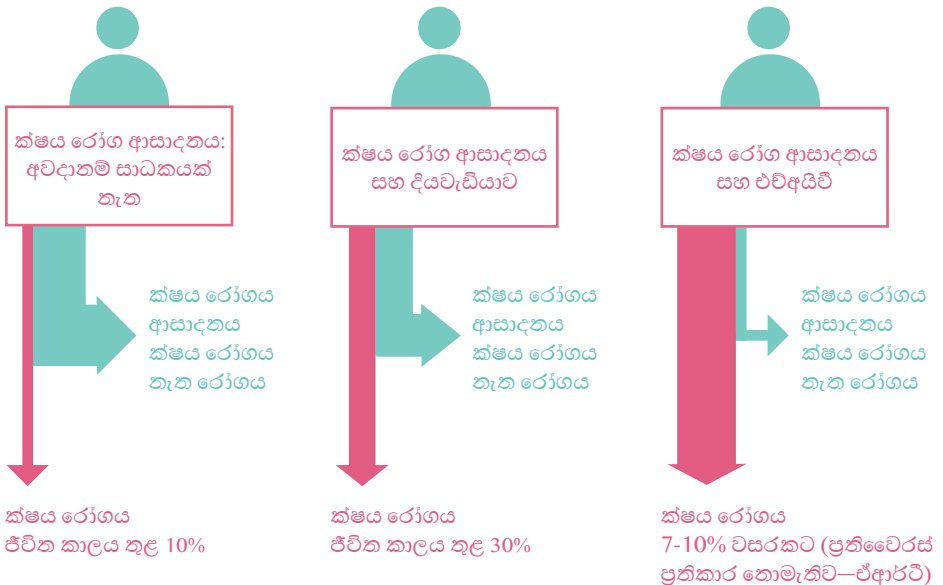 ක්ෂය රෝග ආසාදනය:
අවදානම් සාධකයක්
නැත
ක්ෂය රෝගය
ආසාදනය
ක්ෂය රෝගය
නැත රෝගය
ක්ෂය රෝගය
ජීවිත කාලය තුළ 10%
ක්ෂය රෝග ආසාදනය
සහ දියවැඩියාව
ක්ෂය රෝගය
ආසාදනය
ක්ෂය රෝගය
නැත රෝගය
ක්ෂය රෝගය
ජීවිත කාලය තුළ 30%
ක්ෂය රෝග ආසාදනය
සහ එච්අයිවී
ක්ෂය රෝගය
ආසාදනය
ක්ෂය රෝගය
නැත රෝගය
ක්ෂය රෝගය
7-10% වසරකට (ප්‍රතිවෛරස්
ප්‍රතිකාර නොමැතිව—ඒආර්ටී)